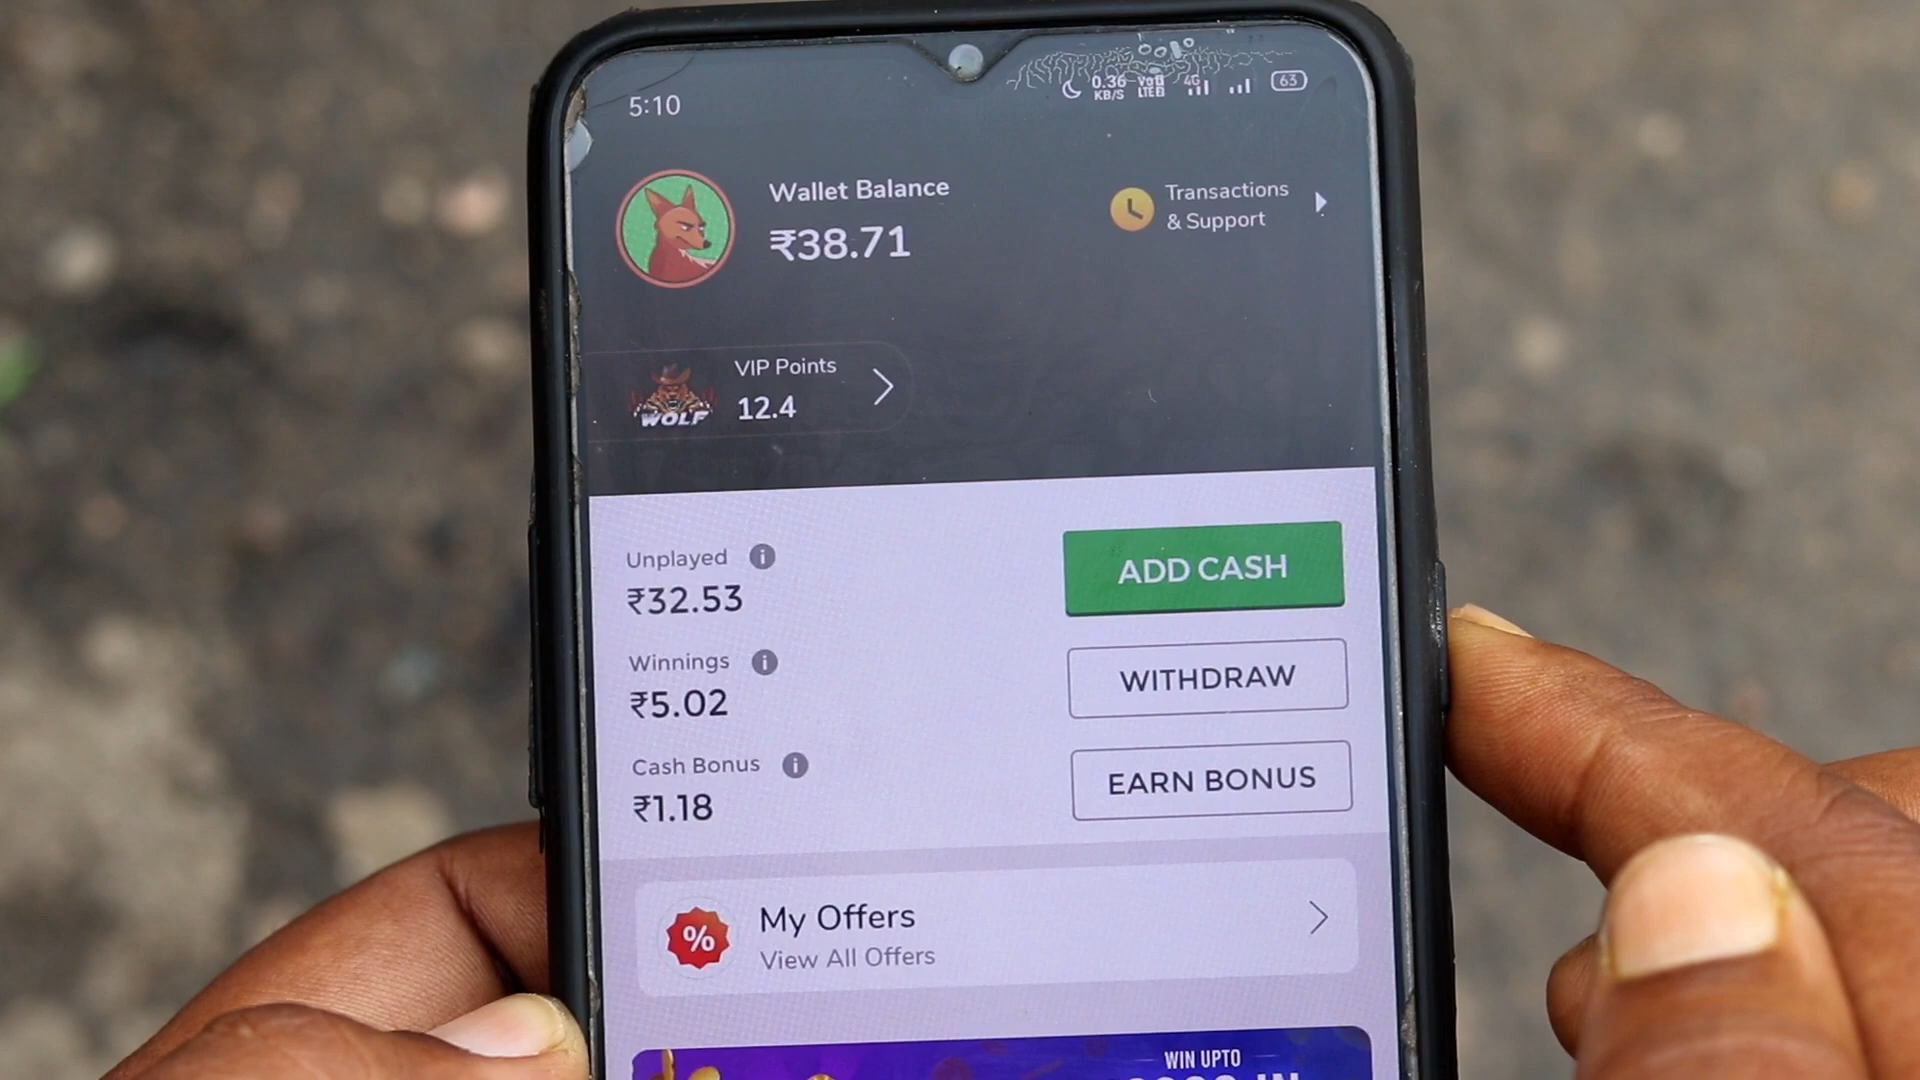 5:10
0.36
KB/S
4G
63
Wallet Balance
₹38.71
Transactions
& Support
VIP Points
12.4
WOLF
Unplayed
₹32.53
ADD CASH
Winnings
₹5.02
WITHDRAW
Cash Bonus
₹1.18
EARN BONUS
%
My Offers
View All Offers
WIN UPTO